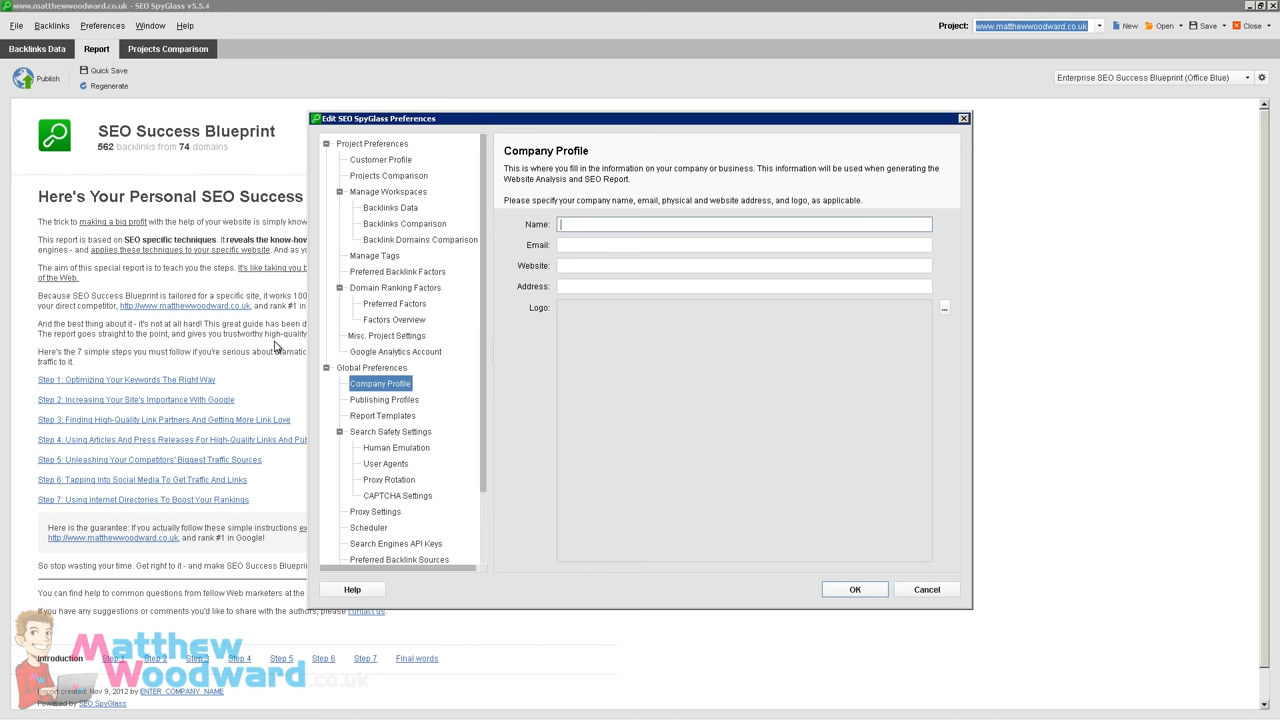 www.matthewwoodward.co.uk - SEO SpyGlass v5.5.4
File Backlinks Preferences Window Help
Project: www.matthewwoodward.co.uk New Open Save Close
Backlinks Data Report Projects Comparison
Publish Quick Save
Regenerate
Enterprise SEO Success Blueprint (Office Blue)
SEO Success Blueprint
562 backlinks from 74 domains
Here's Your Personal SEO Success
The trick to making a big profit with the help of your website is simply know
This report is based on SEO specific techniques. It reveals the know-how
engines - and applies these techniques to your specific website. And as yo
The aim of this special report is to teach you the steps. It's like taking you b
of the Web.
Because SEO Success Blueprint is tailored for a specific site, it works 100
your direct competitor, http://www.matthewwoodward.co.uk, and rank #1 in
And the best thing about it - it's not at all hard! This great guide has been d
The report goes straight to the point, and gives you trustworthy high-quality
Here's the 7 simple steps you must follow if you're serious about dramatic
traffic to it.
Step 1: Optimizing Your Keywords The Right Way
Step 2: Increasing Your Site's Importance With Google
Step 3: Finding High-Quality Link Partners And Getting More Link Love
Step 4: Using Articles And Press Releases For High-Quality Links And Pub
Step 5: Unleashing Your Competitors' Biggest Traffic Sources
Step 6: Tapping Into Social Media To Get Traffic And Links
Step 7: Using Internet Directories To Boost Your Rankings
Here is the guarantee: If you actually follow these simple instructions ex
http://www.matthewwoodward.co.uk, and rank #1 in Google!
So stop wasting your time. Get right to it - and make SEO Success Blueprin
You can find help to common questions from fellow Web marketers at the
If you have any suggestions or comments you'd like to share with the authors, please contact us.
Introduction Step 1 Step 2 Step 3 Step 4 Step 5 Step 6 Step 7 Final words
Report created: Nov 9, 2012 by ENTER_COMPANY_NAME
Powered by SEO SpyGlass
Matthew
Woodward.co.uk
Edit SEO SpyGlass Preferences
Project Preferences
Customer Profile
Projects Comparison
Manage Workspaces
Backlinks Data
Backlinks Comparison
Backlink Domains Comparison
Manage Tags
Preferred Backlink Factors
Domain Ranking Factors
Preferred Factors
Factors Overview
Misc. Project Settings
Google Analytics Account
Global Preferences
Company Profile
Publishing Profiles
Report Templates
Search Safety Settings
Human Emulation
User Agents
Proxy Rotation
CAPTCHA Settings
Proxy Settings
Scheduler
Search Engines API Keys
Preferred Backlink Sources
Company Profile
This is where you fill in the information on your company or business. This information will be used when generating the
Website Analysis and SEO Report.
Please specify your company name, email, physical and website address, and logo, as applicable.
Name:
Email:
Website:
Address:
Logo: ...
Help OK Cancel